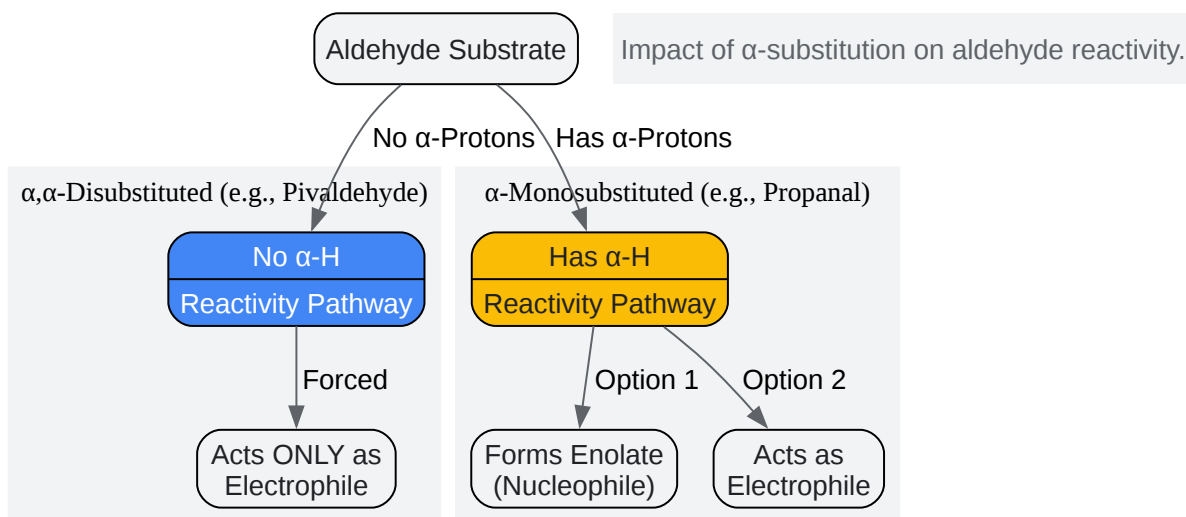 Aldehyde Substrate
Impact of α-substitution on aldehyde reactivity.
No α-Protons
Has α-Protons
α,α-Disubstituted (e.g., Pivaldehyde)
α-Monosubstituted (e.g., Propanal)
No α-H
Reactivity Pathway
Has α-H
Reactivity Pathway
Forced
Option 1
Option 2
Acts ONLY as
Electrophile
Forms Enolate
(Nucleophile)
Acts as
Electrophile